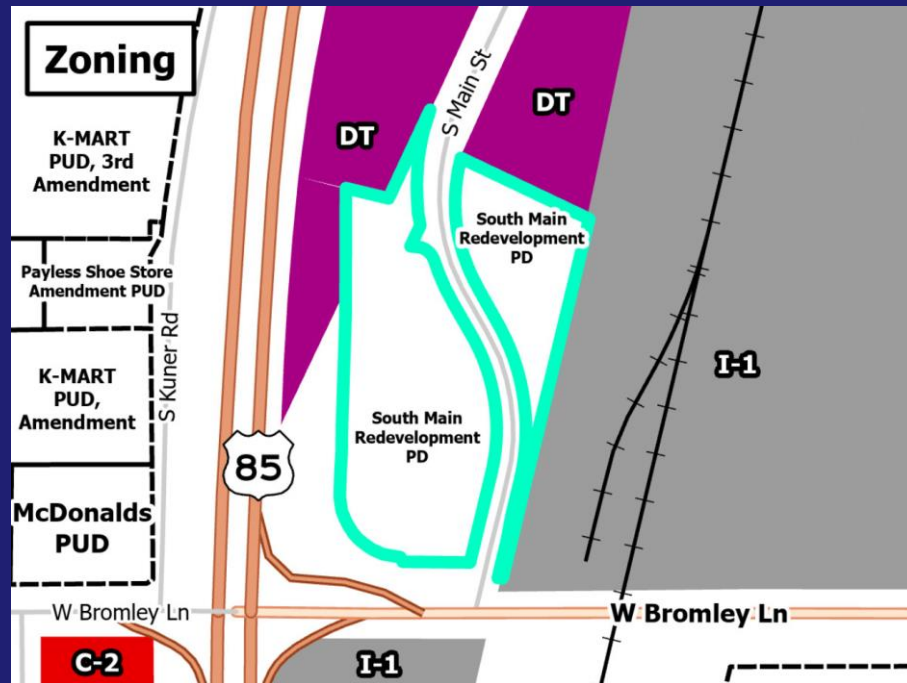 Zoning
K-MART
PUD, 3rd
Amendment
Payless Shoe Store
Amendment PUD
K-MART
PUD,
Amendment
McDonalds
PUD
S Kuner Rd
85
DT
S Main St
DT
South Main
Redevelopment
PD
South Main
Redevelopment
PD
I-1
W Bromley Ln
W Bromley Ln
C-2
I-1